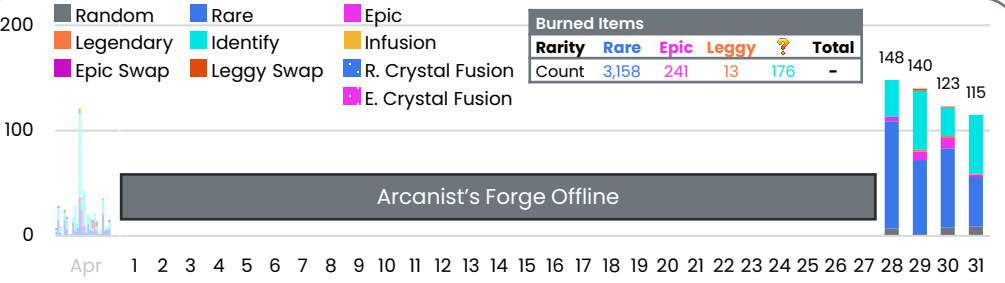 200
Random Rare Epic
Legendary Identify Infusion
Epic Swap Leggy Swap R. Crystal Fusion
E. Crystal Fusion
Burned Items
Rarity Rare Epic Leggy ? Total
Count 3,158 241 13 176 -
148 140 123 115
100
Arcanist's Forge Offline
0
Apr 1 2 3 4 5 6 7 8 9 10 11 12 13 14 15 16 17 18 19 20 21 22 23 24 25 26 27 28 29 30 31